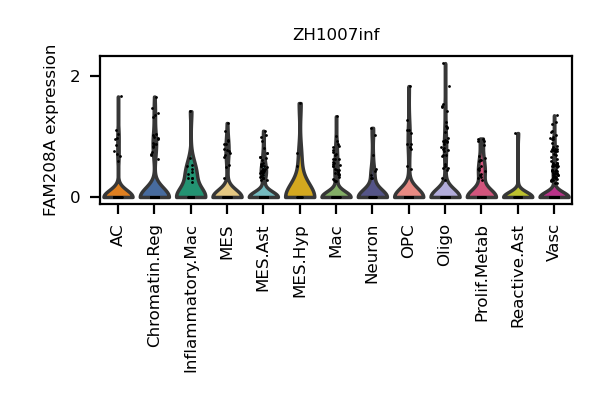 ZH1007inf
FAM208A expression
2
0
AC
Chromatin.Reg
Inflammatory.Mac
MES
MES.Ast
MES.Hyp
Mac
Neuron
OPC
Oligo
Prolif.Metab
Reactive.Ast
Vasc